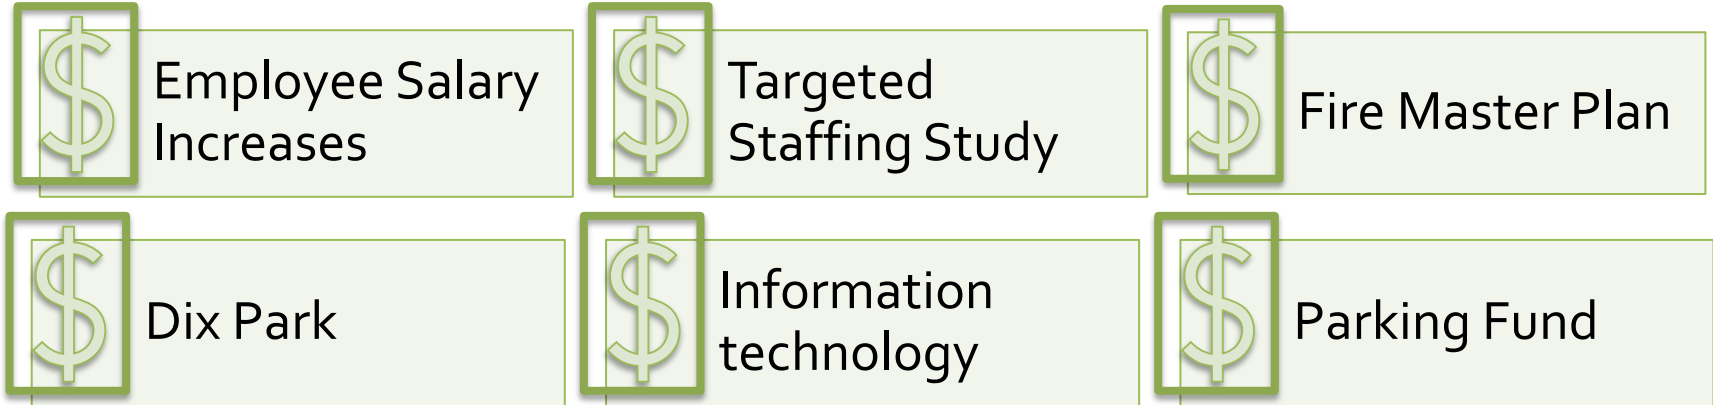 $ Employee Salary
Increases
$ Targeted
Staffing Study
$ Fire Master Plan
$ Dix Park
$ Information
technology
$ Parking Fund